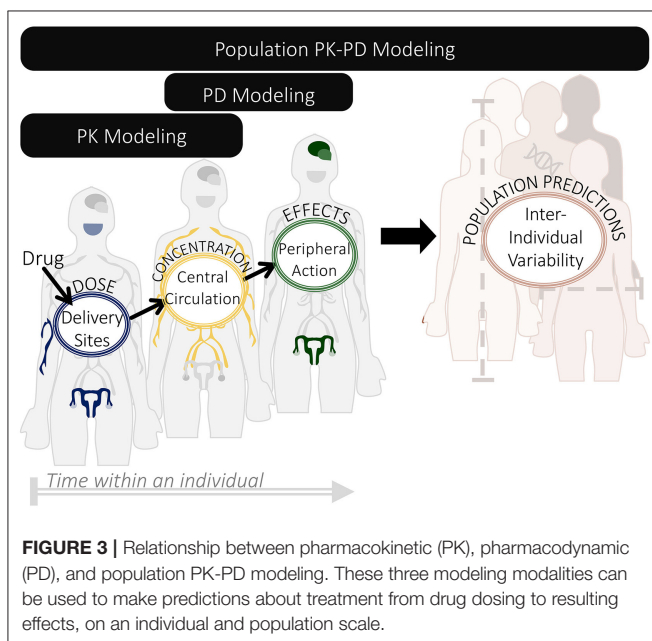 Population PK-PD Modeling
PD Modeling
PK Modeling
Drug
DOSE
Delivery
Sites
CONCENTRATION
Central
Circulation
EFFECTS
Peripheral
Action
POPULATION PREDICTIONS
Inter-
Individual
Variability
Time within an individual
FIGURE 3 | Relationship between pharmacokinetic (PK), pharmacodynamic
(PD), and population PK-PD modeling. These three modeling modalities can
be used to make predictions about treatment from drug dosing to resulting
effects, on an individual and population scale.